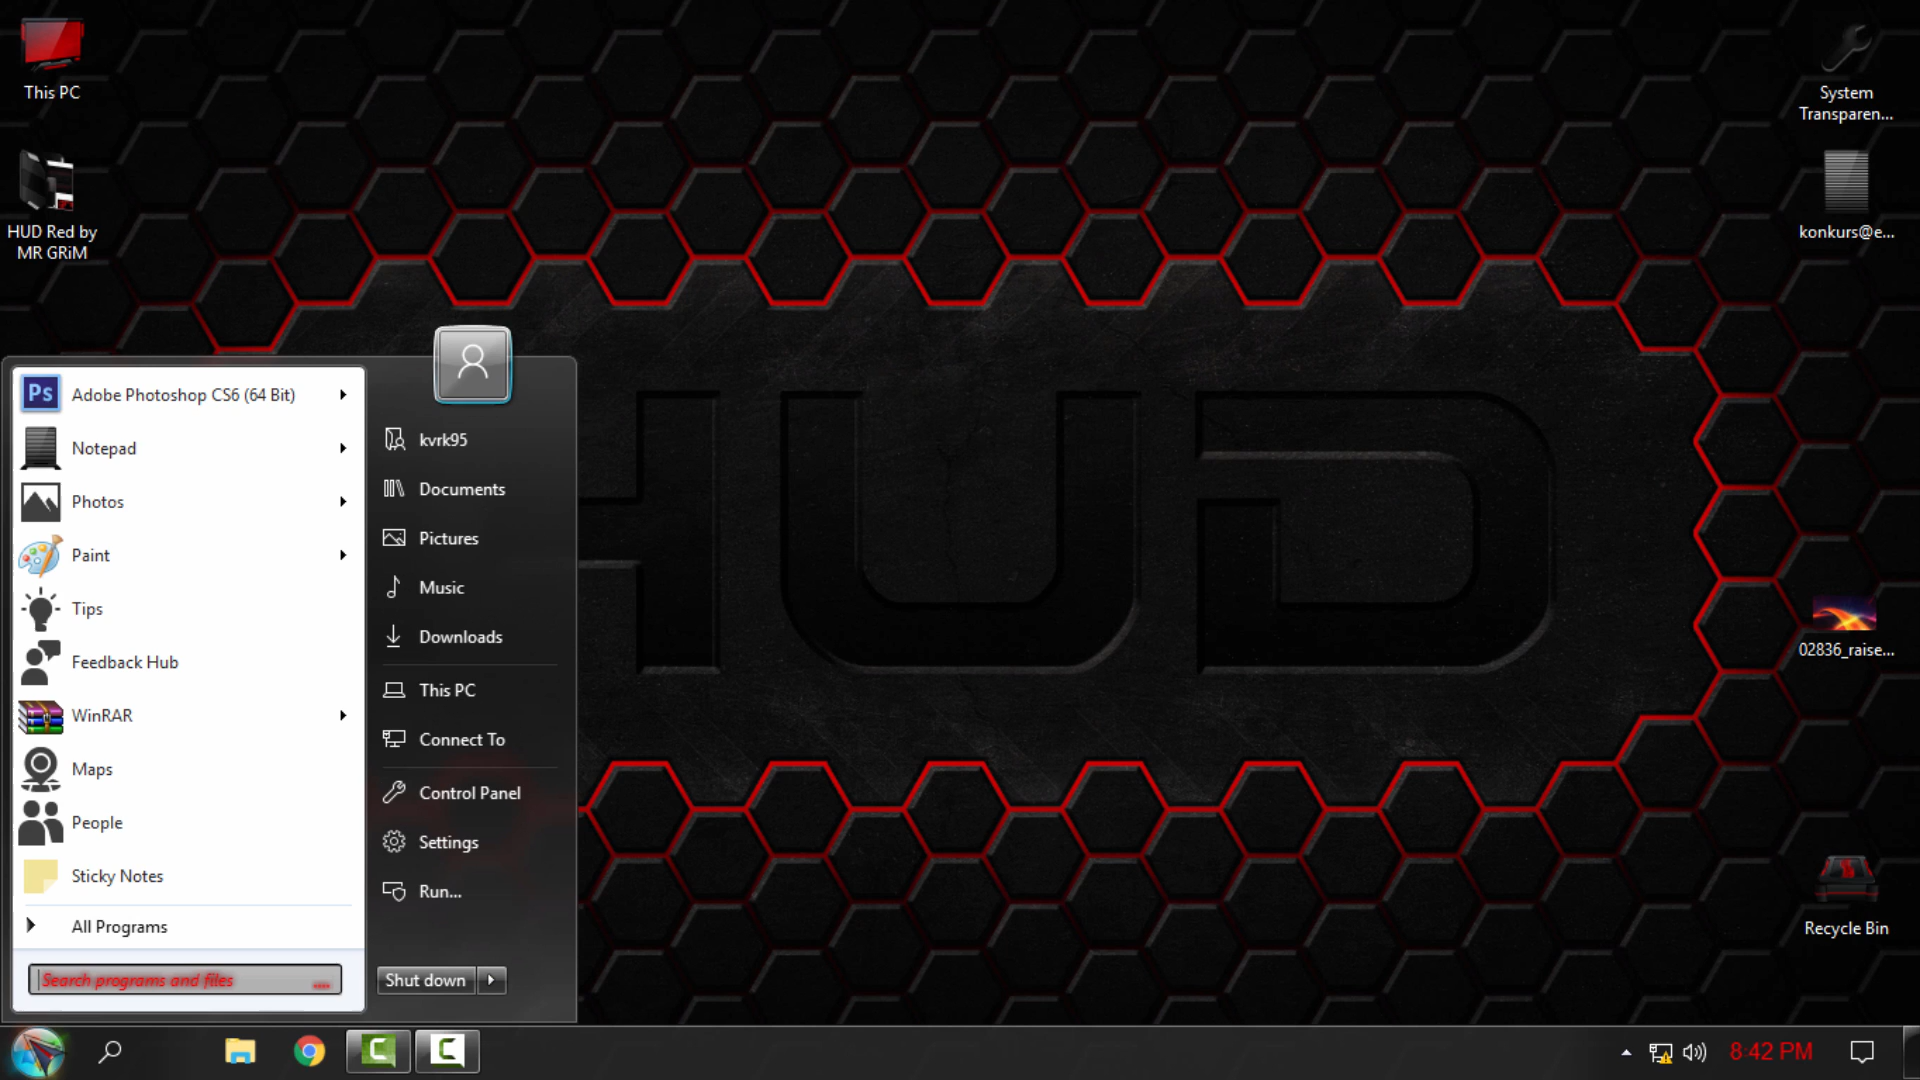 This PC
HUD Red by
MR GRiM
System
Transparen...
konkurs@e...
02836_raise...
Recycle Bin
HUD
Ps
Adobe Photoshop CS6 (64 Bit)
Notepad
Photos
Paint
Tips
Feedback Hub
WinRAR
Maps
People
Sticky Notes
All Programs
Search programs and files
kvrk95
Documents
Pictures
Music
Downloads
This PC
Connect To
Control Panel
Settings
Run...
Shut down
C
C
8:42 PM